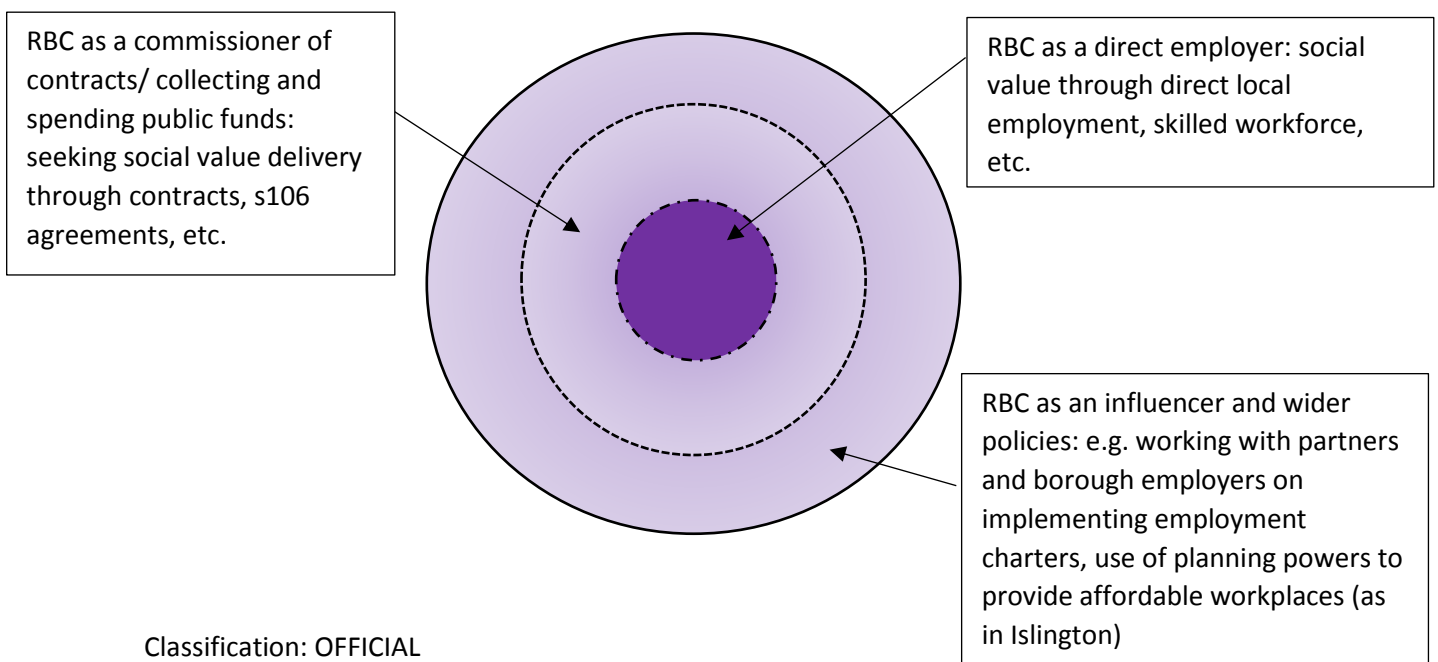 RBC as a commissioner of
contracts/ collecting and
spending public funds:
seeking social value delivery
through contracts, s106
agreements, etc.
RBC as a direct employer: social
value through direct local
employment, skilled workforce,
etc.
RBC as an influencer and wider
policies: e.g. working with partners
and borough employers on
implementing employment
charters, use of planning powers to
provide affordable workplaces (as
in Islington)
Classification: OFFICIAL